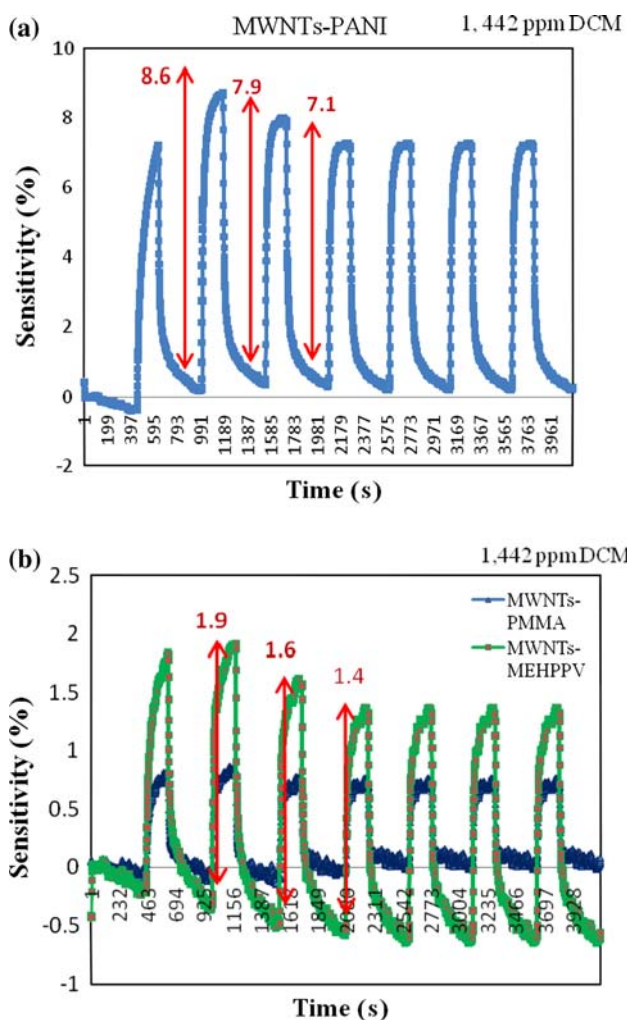 (a) MWNTs-PANI 1, 442 ppm DCM
10
8
6
4
2
0
-2
8.6
7.9
7.1
Sensitivity (%)
1 199 397 595 793 991 1189 1387 1585 1783 1981 2179 2377 2575 2773 2971 3169 3367 3565 3763 3961
Time (s)
(b) 1,442 ppm DCM
2.5
2
1.5
1
0.5
0
-0.5
-1
MWNTs-
PMMA
MWNTs-
MEHPPV
1.9
1.6
1.4
Sensitivity (%)
1 232 463 694 925 1156 1387 1849 2311 2542 2773 3004 3235 3466 3697 3928
Time (s)